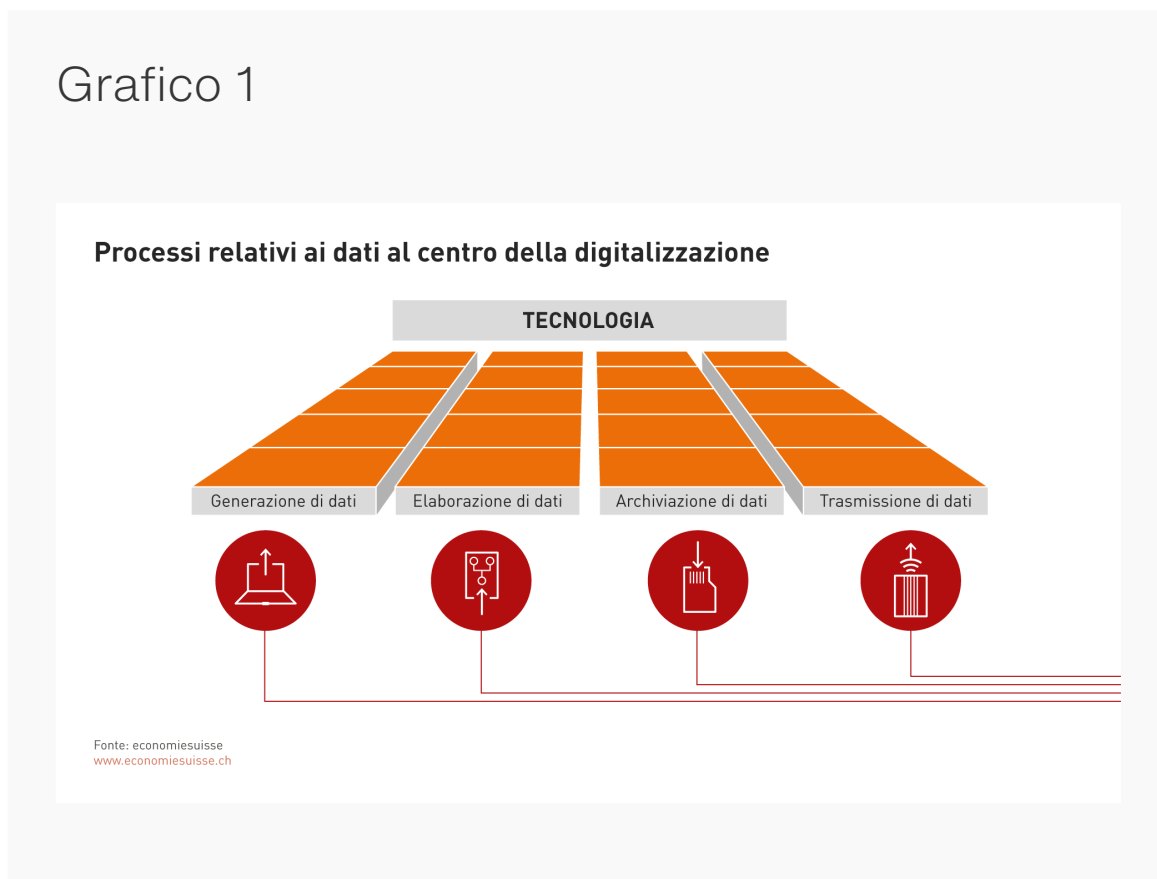 Grafico 1
Processi relativi ai dati al centro della digitalizzazione
TECNOLOGIA
Generazione di dati
Elaborazione di dati
Archiviazione di dati
Trasmissione di dati
Fonte: economiesuisse
www.economiesuisse.ch